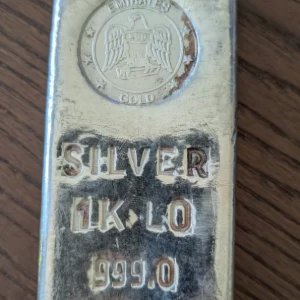 EMIRATES
GOLD
SILVER
1KILO
999.0